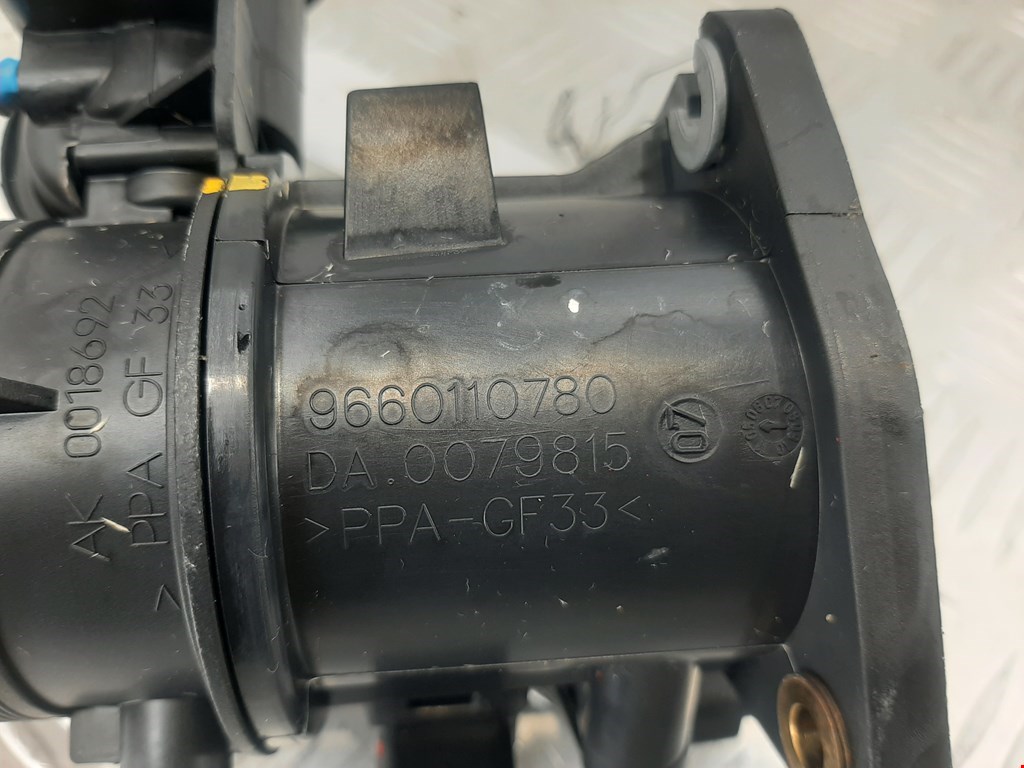 AK 0018692
> PPA GF 33 <
9660110780
DA.0079815
>PPA-GF33<
07